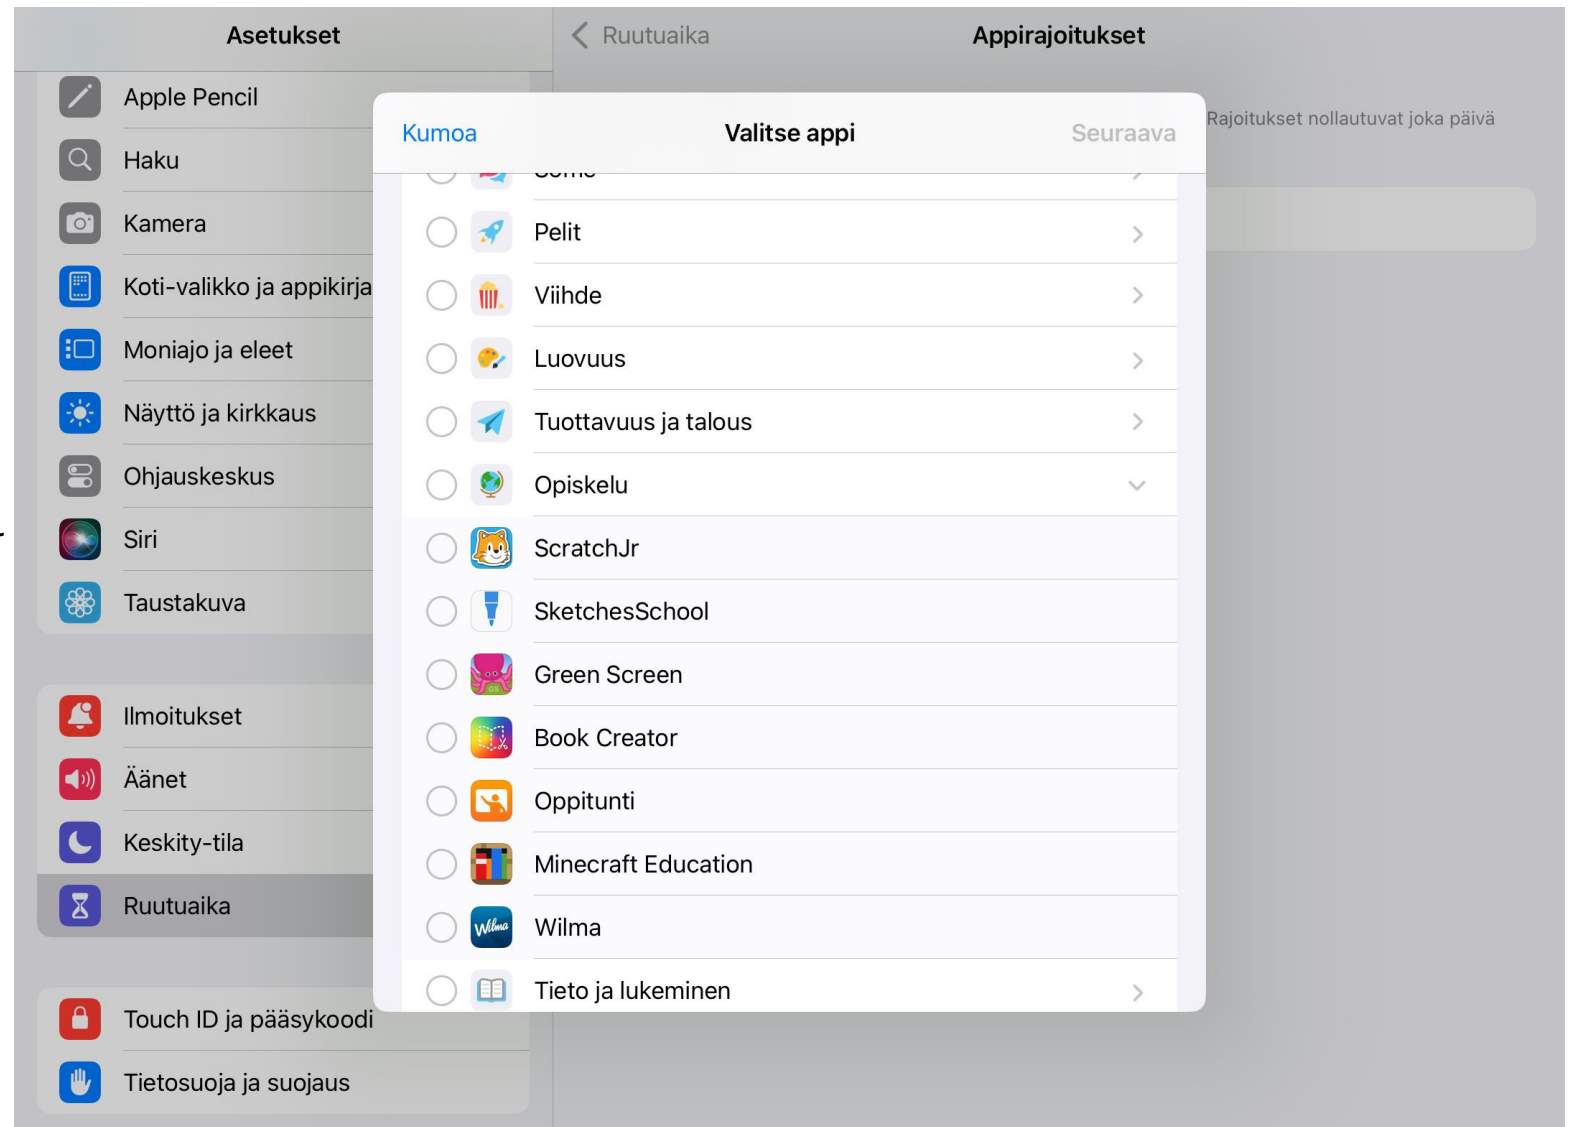 Asetukset
Ruutuaika
Appirajoitukset
Apple Pencil
Haku
Kamera
Koti-valikko ja appikirja
Moniajo ja eleet
Näyttö ja kirkkaus
Ohjauskeskus
Siri
Taustakuva
Ilmoitukset
Äänet
Keskity-tila
Ruutuaika
Touch ID ja pääsykoodi
Tietosuoja ja suojaus
Rajoitukset nollautuvat joka päivä
Kumoa
Valitse appi
Seuraava
Some
Pelit
Viihde
Luovuus
Tuottavuus ja talous
Opiskelu
ScratchJr
SketchesSchool
GS
Green Screen
Book Creator
Oppitunti
Minecraft Education
Wilma
Wilma
Tieto ja lukeminen